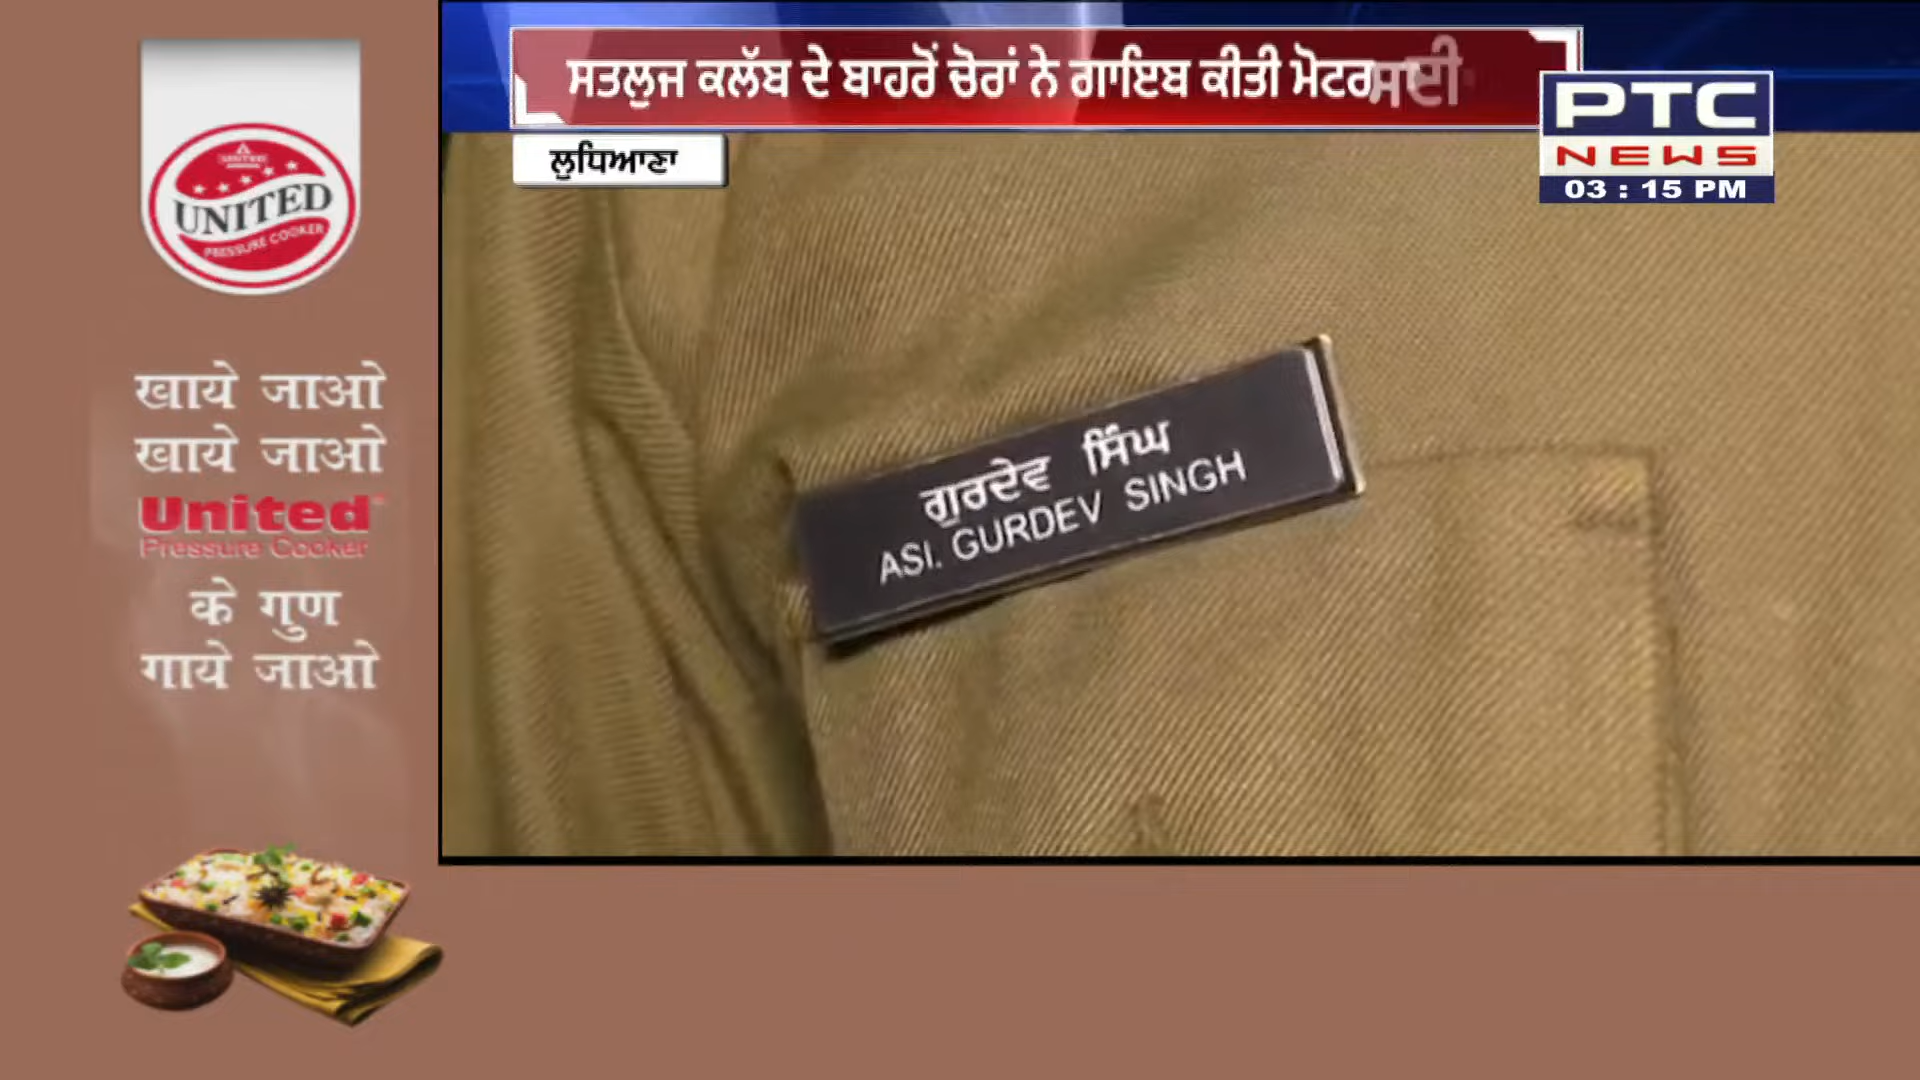 ਸਤਲੁਜ ਕਲੱਬ ਦੇ ਬਾਹਰੋਂ ਚੋਰਾਂ ਨੇ ਗਾਇਬ ਕੀਤੀ
ਲੁਧਿਆਣਾ
PTC
NEWS
03 : 15 PM
UNITED
UNITED
PRESSURE COOKER
खाये जाओ
खाये जाओ
United
Pressure Cooker
के गुण
गाये जाओ
ਗੁਰਦੇਵ ਸਿੰਘ
ASI. GURDEV SINGH